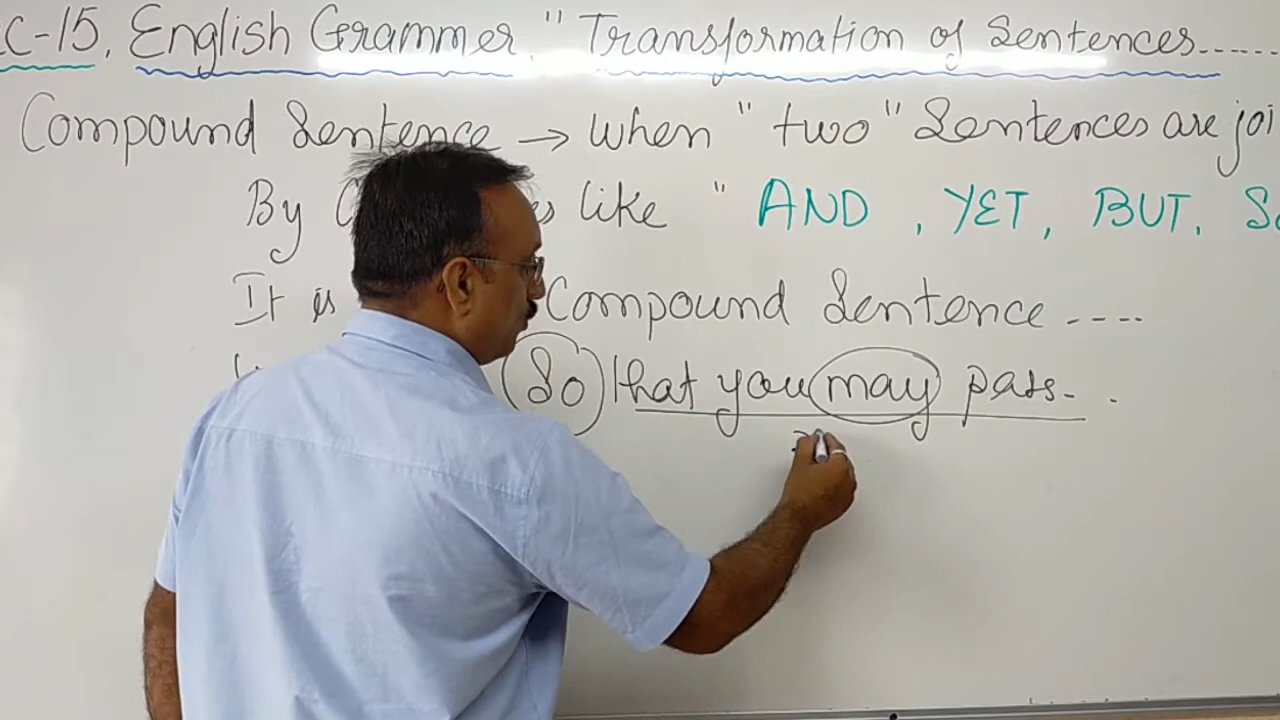 C-15, English Grammer, " Transformation of Sentences......
Compound Sentence → when " two " Sentences are joi
By like " AND , YET, BUT. So
It is Compound Sentence ....
So that you may pass. .